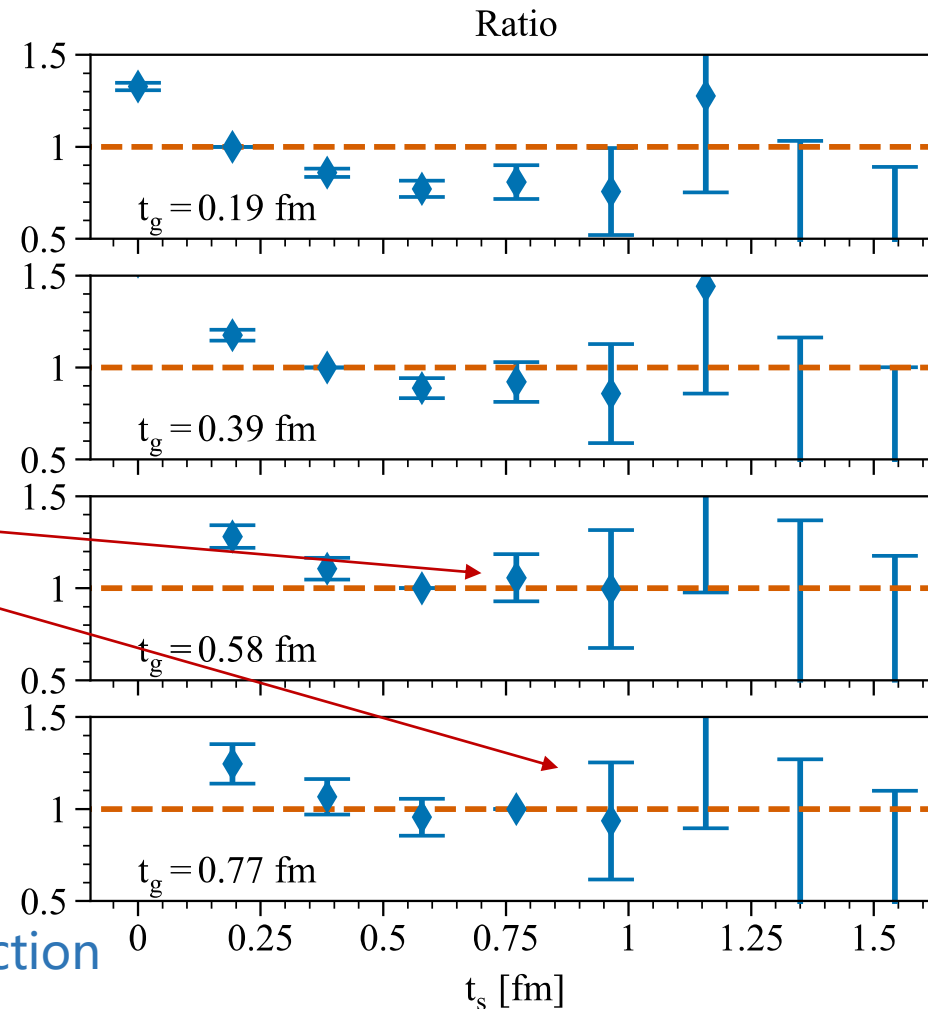 Ratio
1.5
1
0.5
t_g = 0.19 fm
1.5
1
0.5
t_g = 0.39 fm
1.5
1
0.5
t_g = 0.58 fm
1.5
1
0.5
t_g = 0.77 fm
0 0.25 0.5 0.75 1 1.25 1.5
ction
t_s [fm]